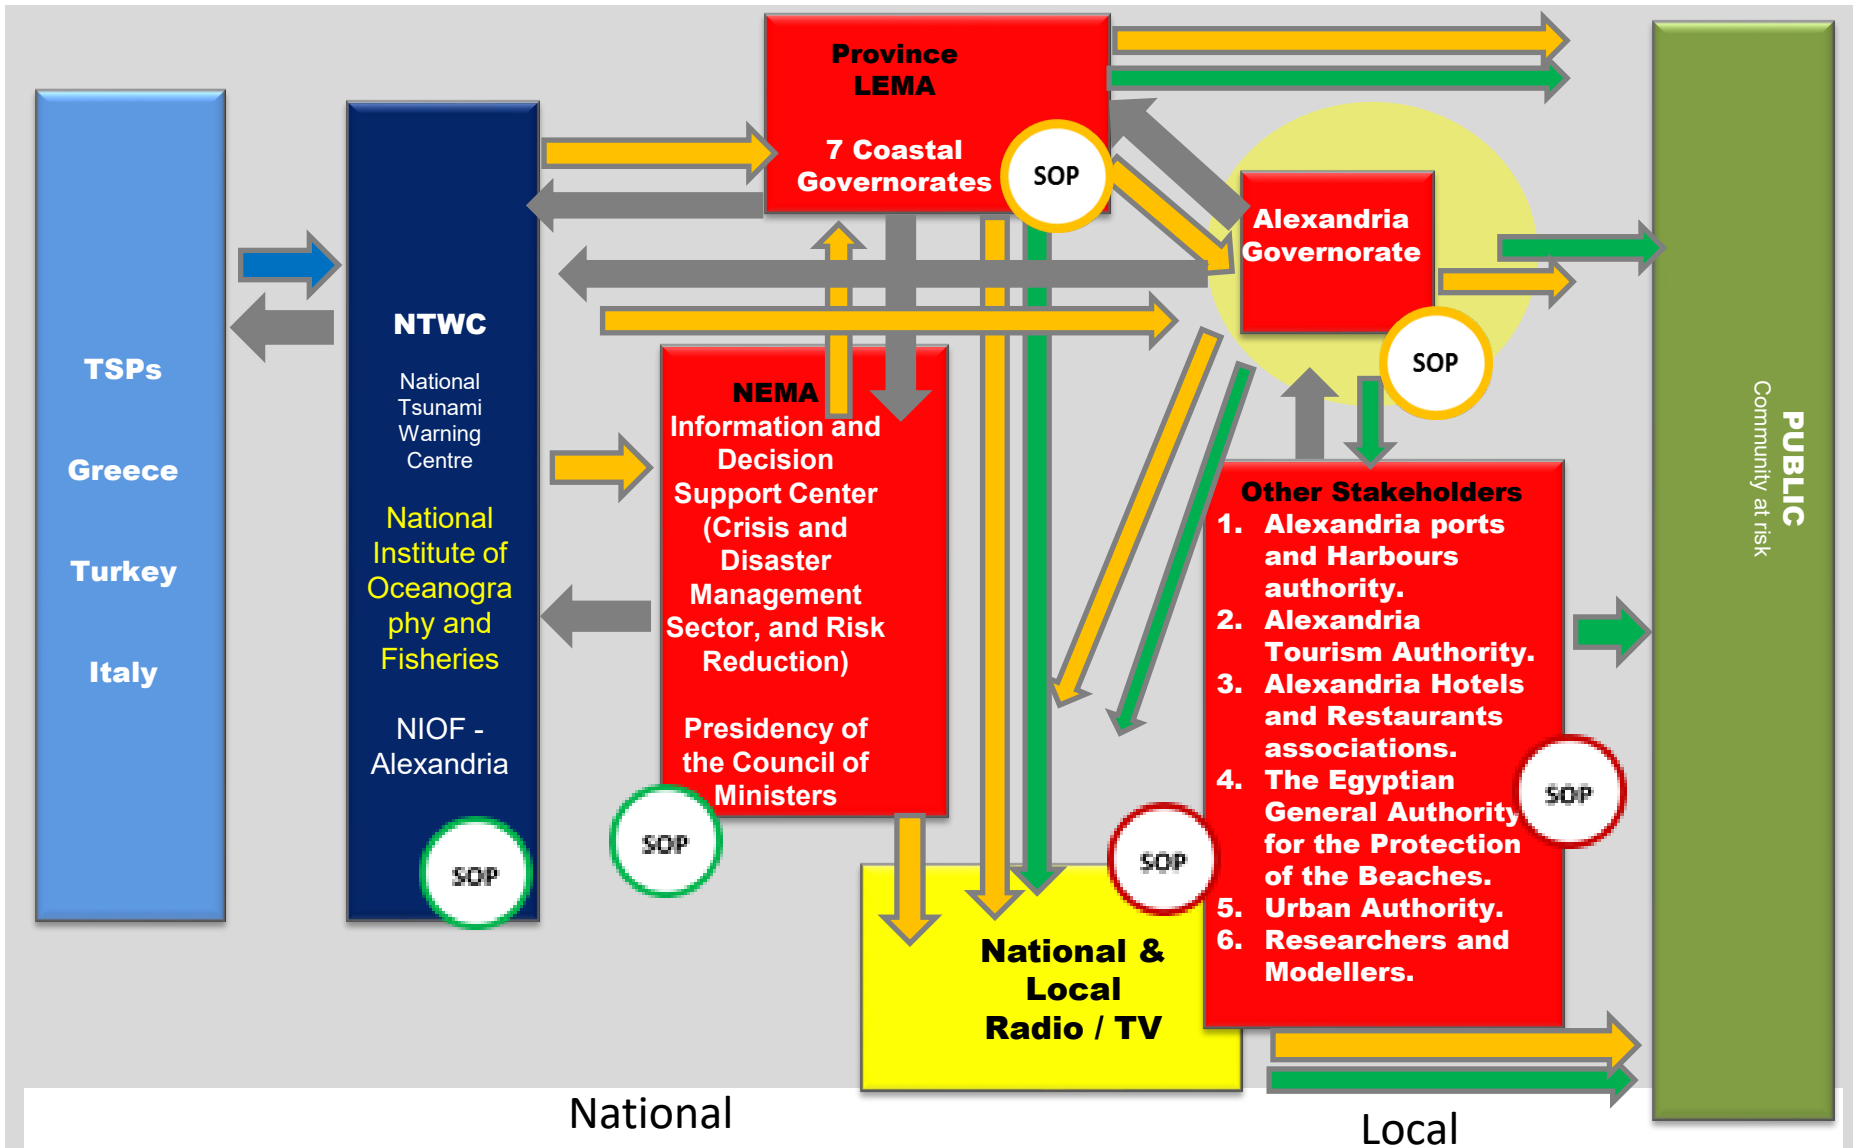 TSPs
Greece
Turkey
Italy
NTWC
National
Tsunami
Warning
Centre
National
Institute of
Oceanogra
phy and
Fisheries
NIOF -
Alexandria
SOP
Province
LEMA
7 Coastal
Governorates
SOP
NEMA
Information and
Decision
Support Center
(Crisis and
Disaster
Management
Sector, and Risk
Reduction)
Presidency of
the Council of
Ministers
SOP
Alexandria
Governorate
SOP
Other Stakeholders
1. Alexandria ports
and Harbours
authority.
2. Alexandria
Tourism Authority.
3. Alexandria Hotels
and Restaurants
associations.
4. The Egyptian
General Authority
for the Protection
of the Beaches.
5. Urban Authority.
6. Researchers and
Modellers.
SOP
SOP
National &
Local
Radio / TV
PUBLIC
Community at risk
National
Local